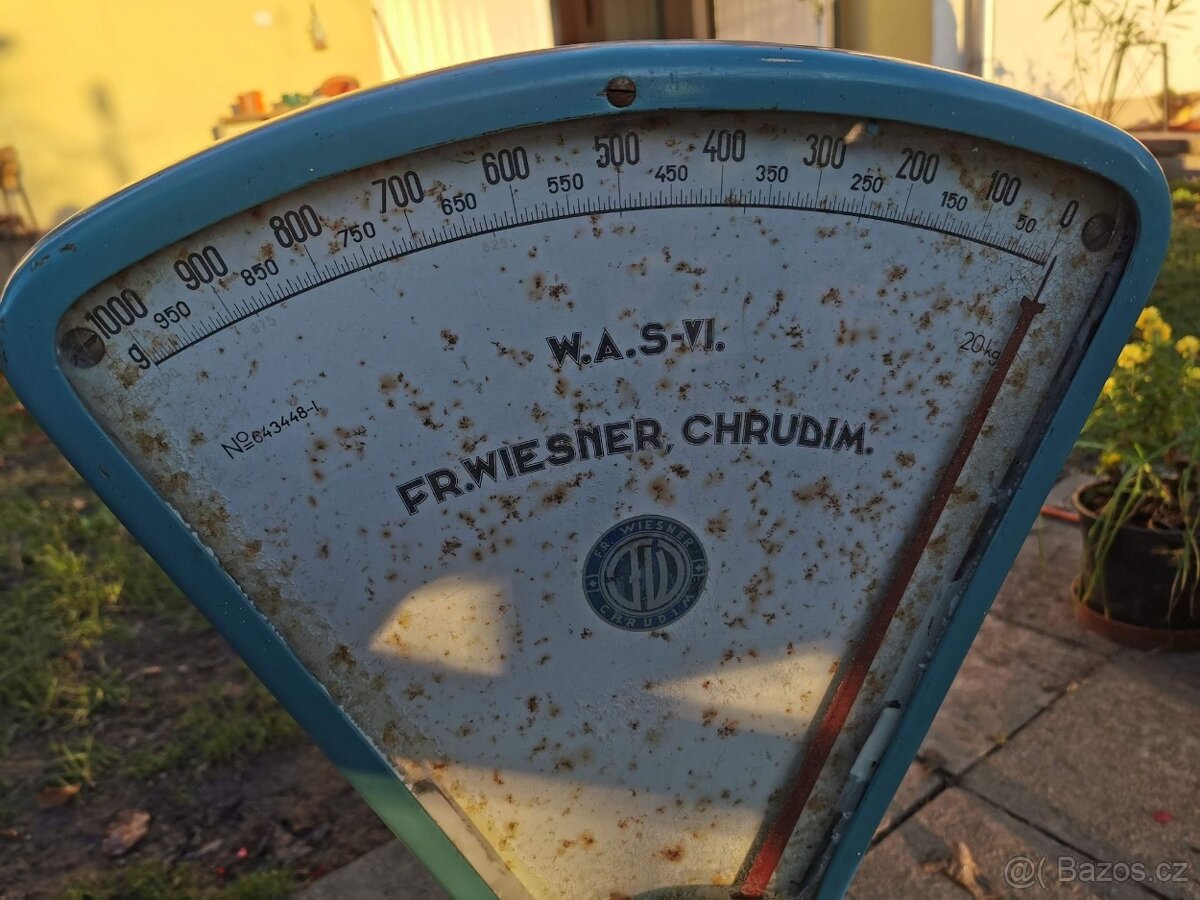 1000 900 800 700 600 500 400 300 200 100 0
g 950 850 750 650 550 450 350 250 150 50
20kg
W.A.S-VI.
№ 643448-I.
FR.WIESNER, CHRUDIM.
FR. WIESNER
CHRUDIM
@ Bazos.cz